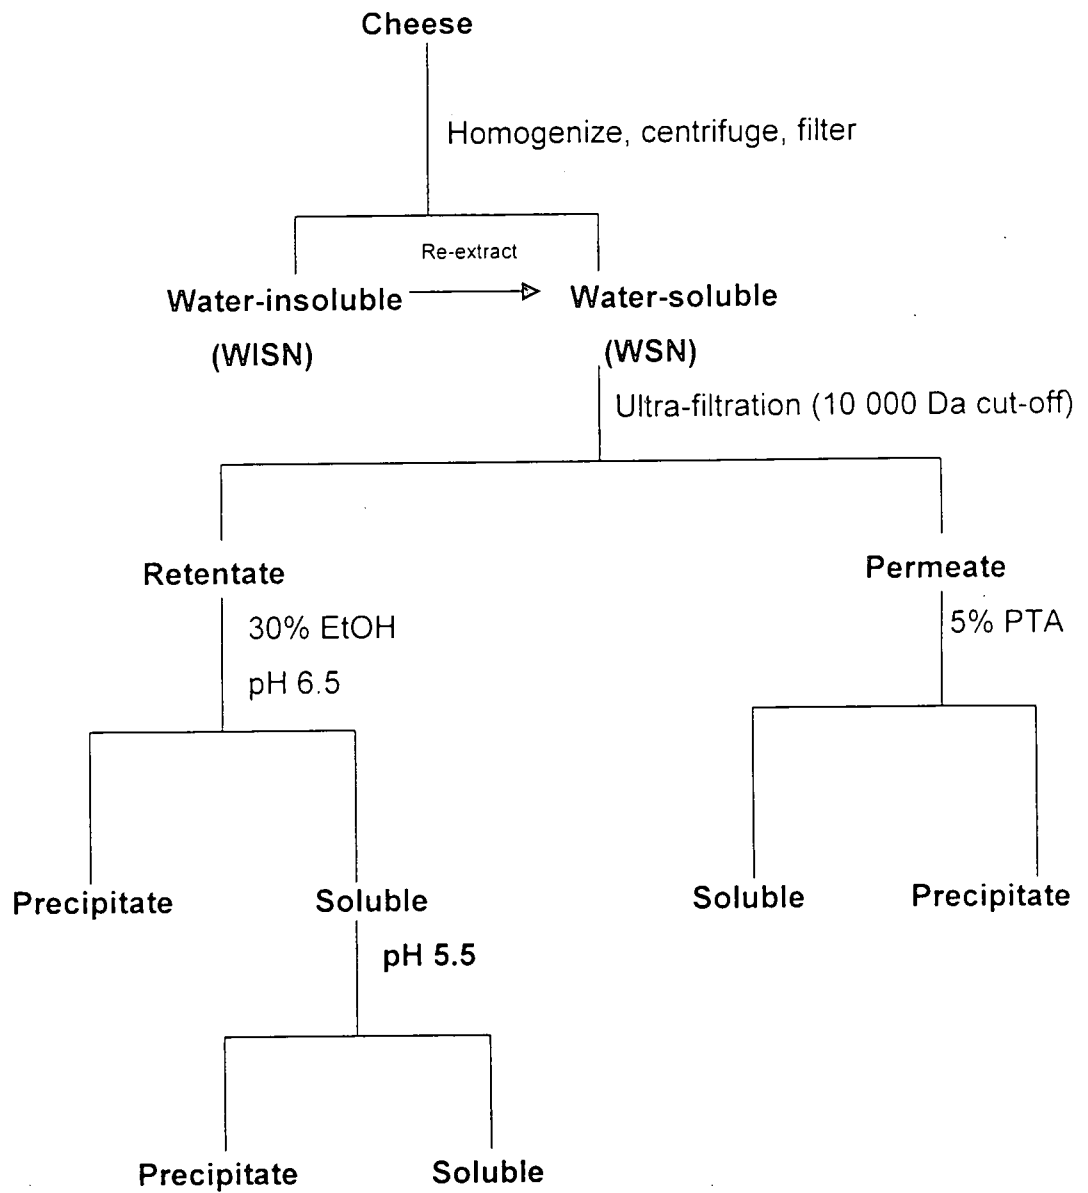 Cheese
Homogenize, centrifuge, filter
Re-extract
Water-insoluble
(WISN)
Water-soluble
(WSN)
Ultra-filtration (10 000 Da cut-off)
Retentate
30% EtOH
pH 6.5
Permeate
5% PTA
Precipitate
Soluble
Soluble
Precipitate
pH 5.5
Precipitate
Soluble